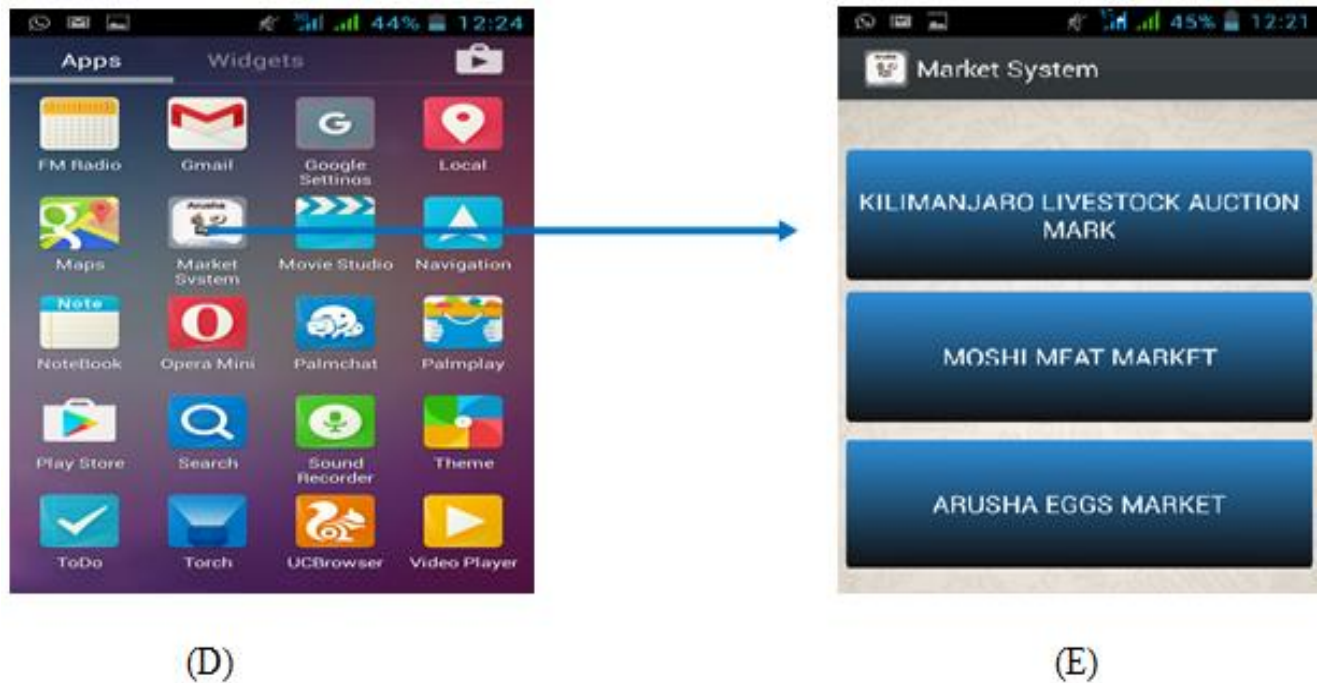 44% 12:24
Apps Widgets
FM Radio Gmail Google Settings Local
Maps Arusha Market System Movie Studio Navigation
Note
NoteBook Opera Mini Palmchat Palmplay
Play Store Search Sound Recorder Theme
ToDo Torch UCBrowser Video Player
(D)
45% 12:21
Market System
KILIMANJARO LIVESTOCK AUCTION
MARK
MOSHI MEAT MARKET
ARUSHA EGGS MARKET
(E)